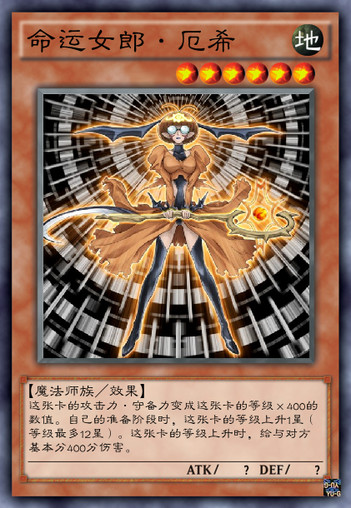 命运女郎·厄希
地
【魔法师族／效果】
这张卡的攻击力·守备力变成这张卡的等级×400的
数值。自己的准备阶段时，这张卡的等级上升1星（
等级最多12星）。这张卡的等级上升时，给与对方
基本分400分伤害。
ATK/ ? DEF/ ?